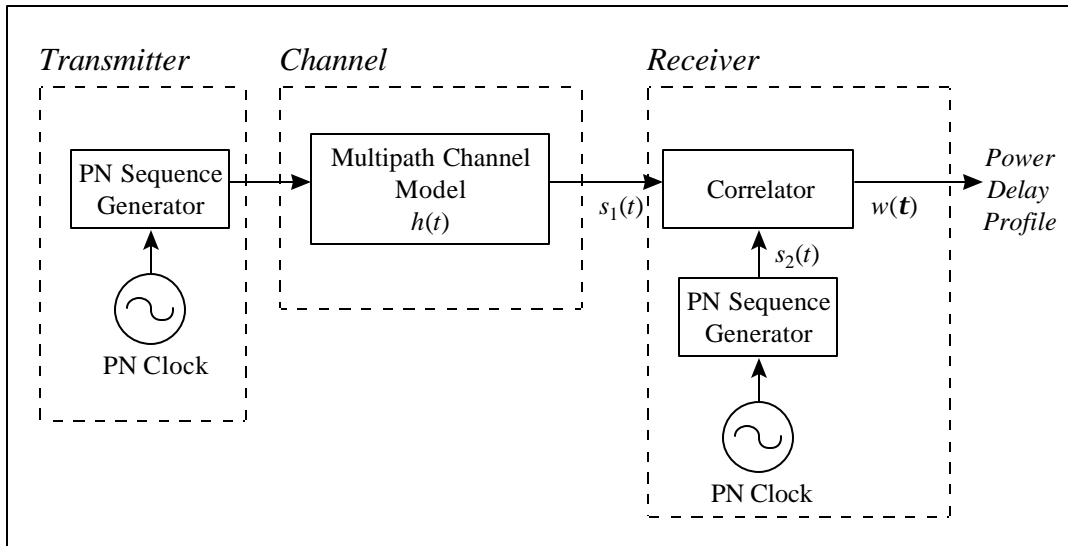 Transmitter
Channel
Receiver
PN Sequence
Generator
PN Clock
Multipath Channel
Model
h(t)
s1(t)
Correlator
w(t)
Power
Delay
Profile
s2(t)
PN Sequence
Generator
PN Clock